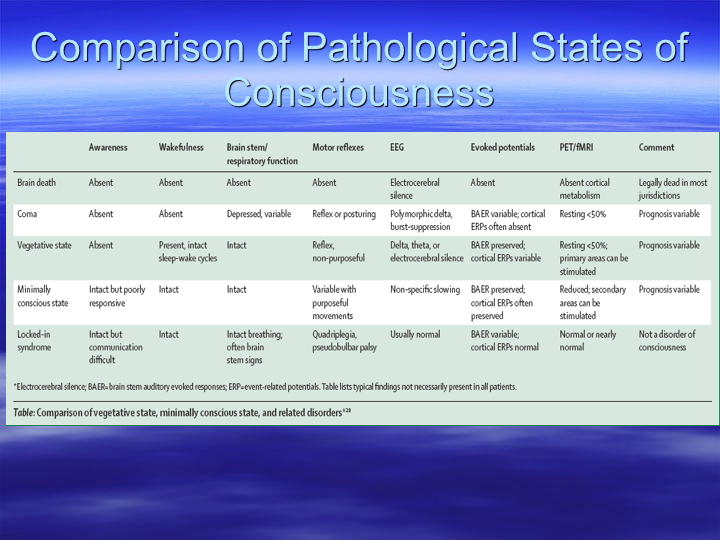 Comparison of Pathological States of
Consciousness
Awareness Wakefulness Brain stem/ Motor reflexes EEG Evoked potentials PET/fMRI Comment
respiratory function
Brain death Absent Absent Absent Absent Electrocerebral Absent Absent cortical Legally dead in most
silence metabolism jurisdictions
Coma Absent Absent Depressed, variable Reflex or posturing Polymorphic delta, BAER variable; cortical Resting <50% Prognosis variable
burst-suppression ERPs often absent
Vegetative state Absent Present, intact Intact Reflex, Delta, theta, or BAER preserved; Resting <50%; Prognosis variable
sleep-wake cycles non-purposeful electrocerebral silence cortical ERPs variable primary areas can be
stimulated
Minimally Intact but poorly Intact Intact Variable with Non-specific slowing BAER preserved; Reduced; secondary Prognosis variable
conscious state responsive purposeful cortical ERPs often areas can be
movements preserved stimulated
Locked-in Intact but Intact Intact breathing; Quadriplegia, Usually normal BAER variable; Normal or nearly Not a disorder of
syndrome communication often brain pseudobulbar palsy cortical ERPs normal normal consciousness
difficult stem signs
*Electrocerebral silence; BAER=brain stem auditory evoked responses; ERP=event-related potentials. Table lists typical findings not necessarily present in all patients.
Table: Comparison of vegetative state, minimally conscious state, and related disorders*28